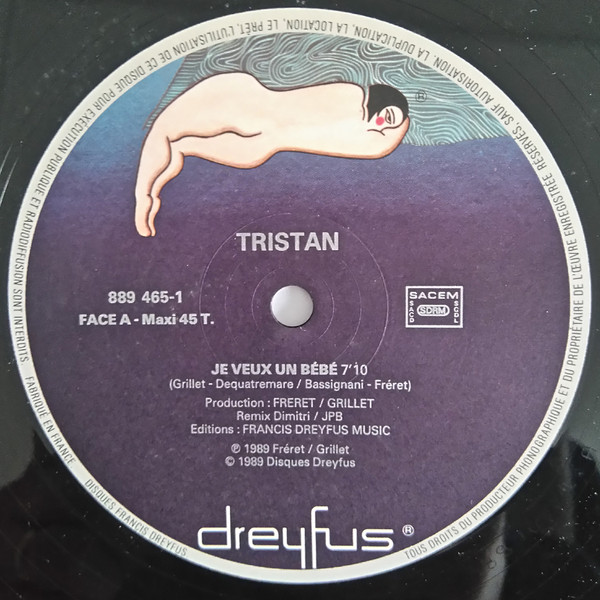 TOUS DROITS DU PRODUCTEUR PHONOGRAPHIQUE ET DU PROPRIÉTAIRE DE L'ŒUVRE ENREGISTRÉE RÉSERVÉS, SAUF AUTORISATION, LA DUPLICATION, LA LOCATION, LE PRÊT, L'UTILISATION DE CE DISQUE POUR EXÉCUTION PUBLIQUE ET RADIODIFFUSION SONT INTERDITS
FABRIQUÉ EN FRANCE
DISQUES FRANCIS DREYFUS
®
TRISTAN
889 465-1
FACE A - Maxi 45 T.
SACEM
SACD SDRM SCDL
JE VEUX UN BÉBÉ 7'10
(Grillet - Dequatremare / Bassignani - Fréret)
Production : FRERET / GRILLET
Remix Dimitri / JPB
Editions : FRANCIS DREYFUS MUSIC
℗ 1989 Fréret / Grillet
© 1989 Disques Dreyfus
dreyfus®